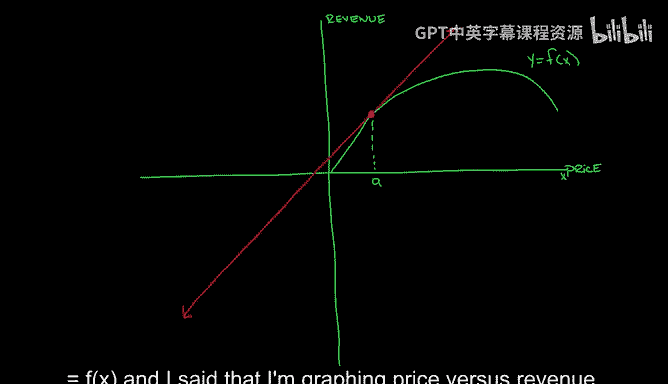 REVENUE
GPT中英字幕课程资源 bilibili
y=f(x)
x PRICE
a
= f(x) and I said that I'm graphing price versus revenue